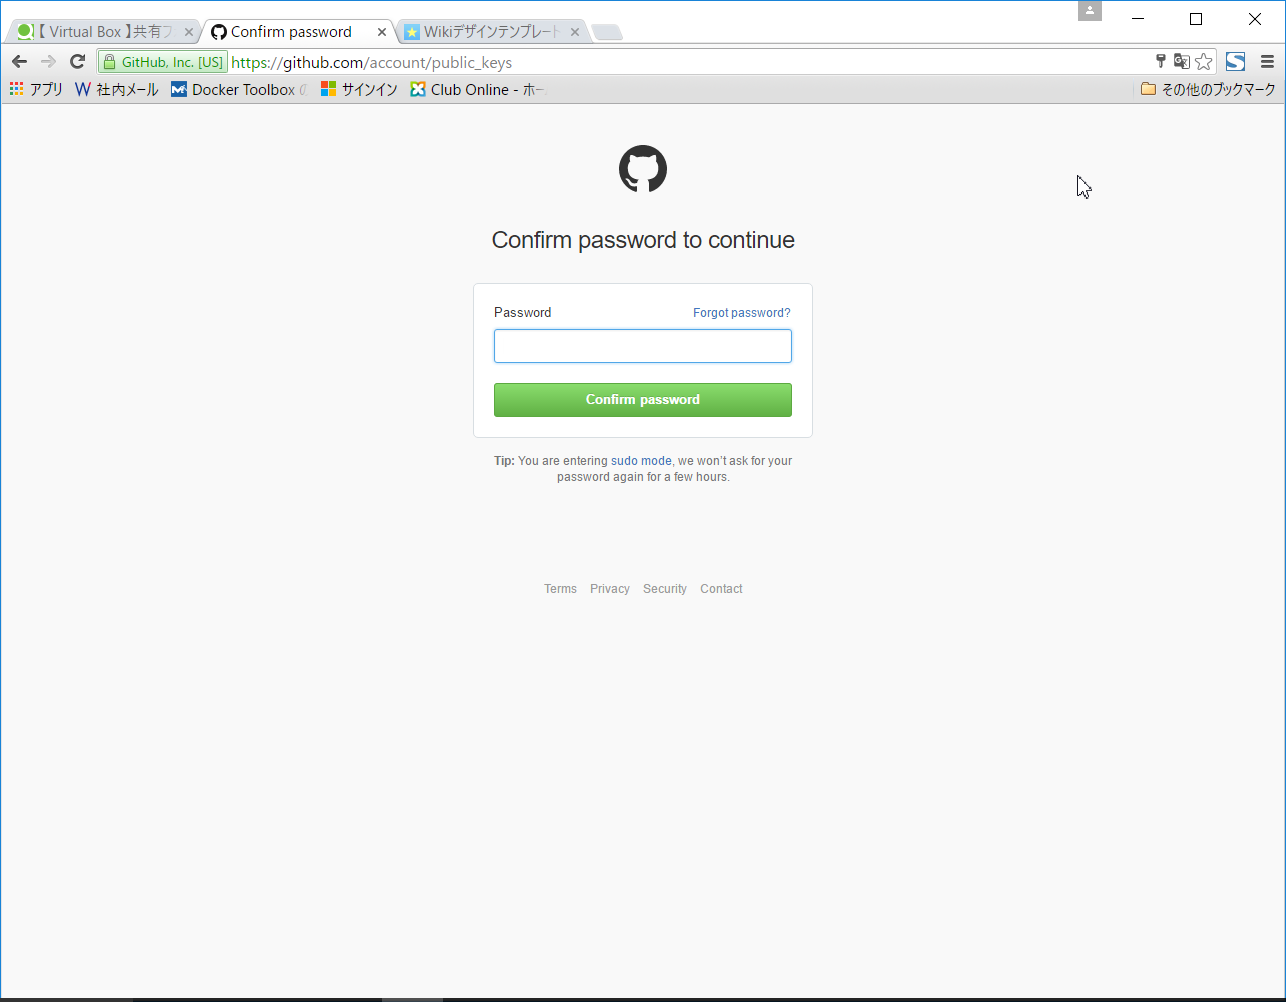 【 Virtual Box 】共有フ
Confirm password
Wikiデザインテンプレート
GitHub, Inc. [US]
https://github.com/account/public_keys
アプリ
社内メール
Docker Toolbox
サインイン
Club Online - ホー
その他のブックマーク
Confirm password to continue
Password
Forgot password?
Confirm password
Tip: You are entering sudo mode, we won't ask for your
password again for a few hours.
Terms Privacy Security Contact